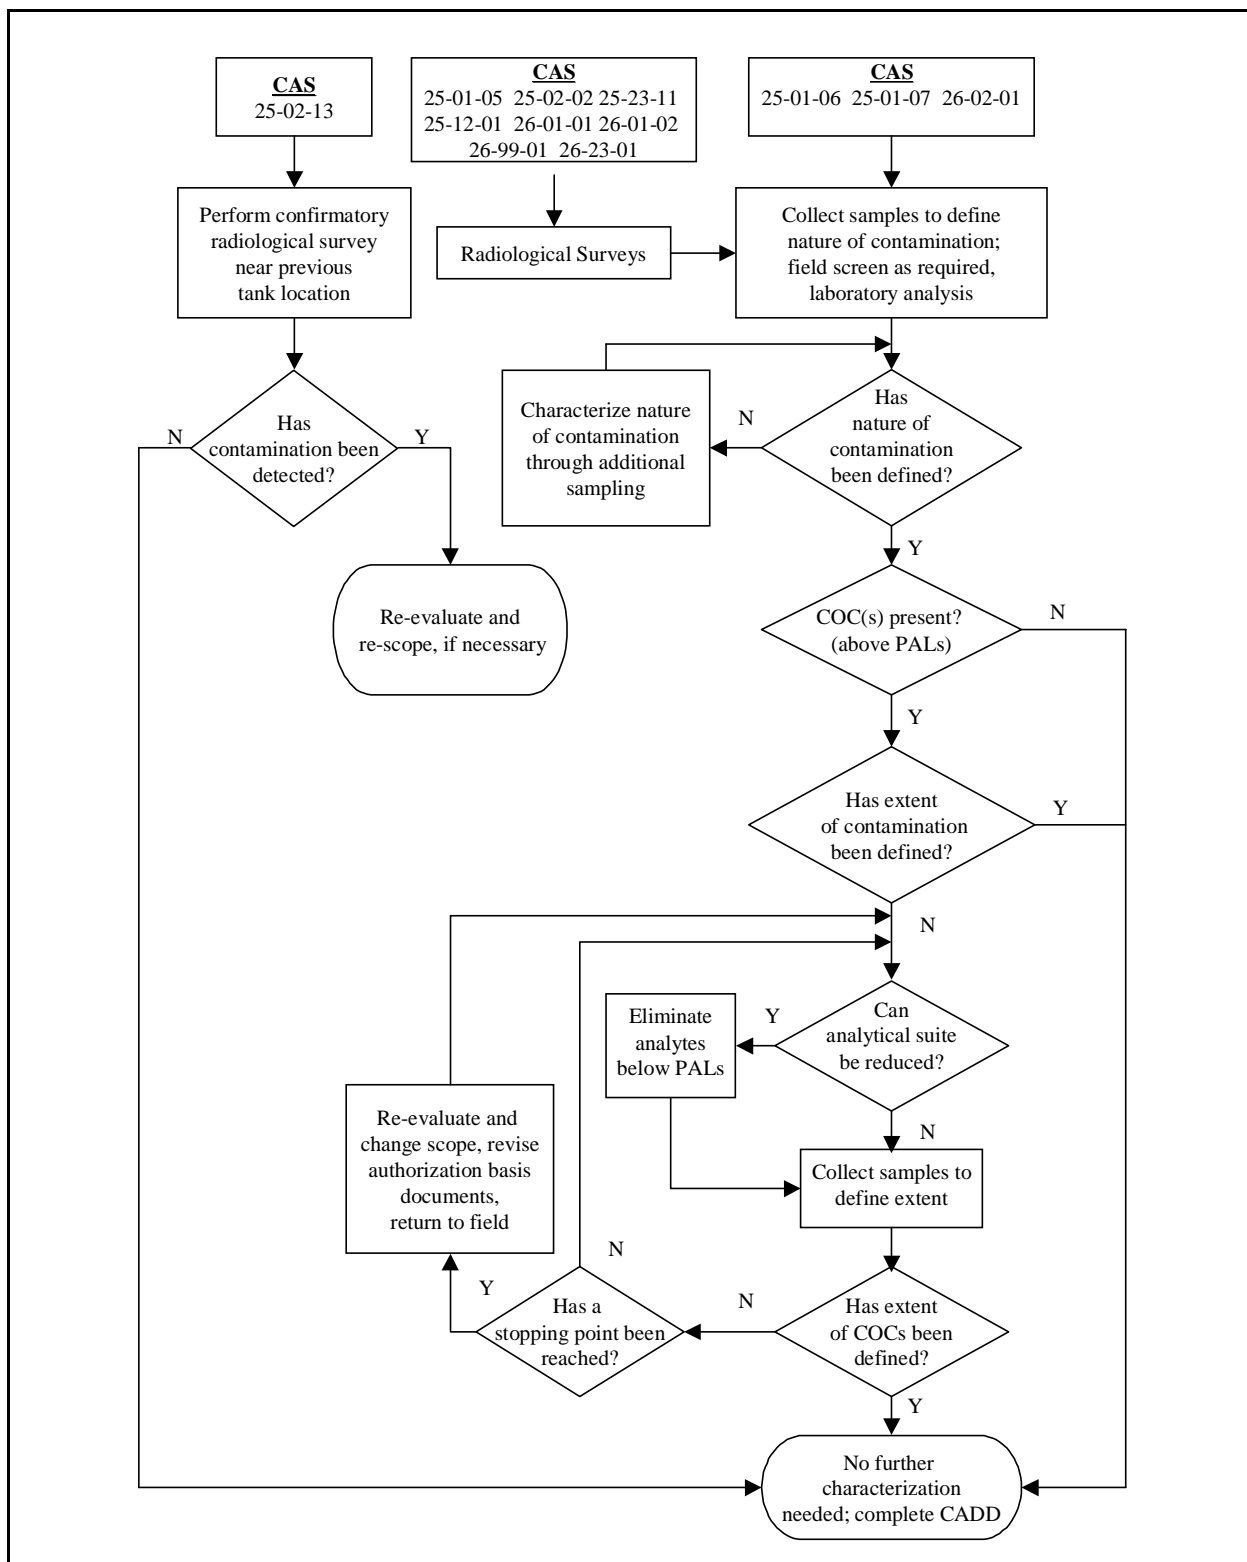 CAS
25-02-13
CAS
25-01-05 25-02-02 25-23-11
25-12-01 26-01-01 26-01-02
26-99-01 26-23-01
CAS
25-01-06 25-01-07 26-02-01
Perform confirmatory
radiological survey
near previous
tank location
Radiological Surveys
Collect samples to define
nature of contamination;
field screen as required,
laboratory analysis
Has
contamination been
detected?
N
Y
Characterize nature
of contamination
through additional
sampling
N
Has
nature of
contamination
been defined?
Y
Re-evaluate and
re-scope, if necessary
COC(s) present?
(above PALs)
N
Y
Has extent
of contamination
been defined?
Y
N
Eliminate
analytes
below PALs
Y
Can
analytical suite
be reduced?
N
Re-evaluate and
change scope, revise
authorization basis
documents,
return to field
Collect samples to
define extent
N
Y
Has a
stopping point been
reached?
N
Has extent
of COCs been
defined?
Y
No further
characterization
needed; complete CADD